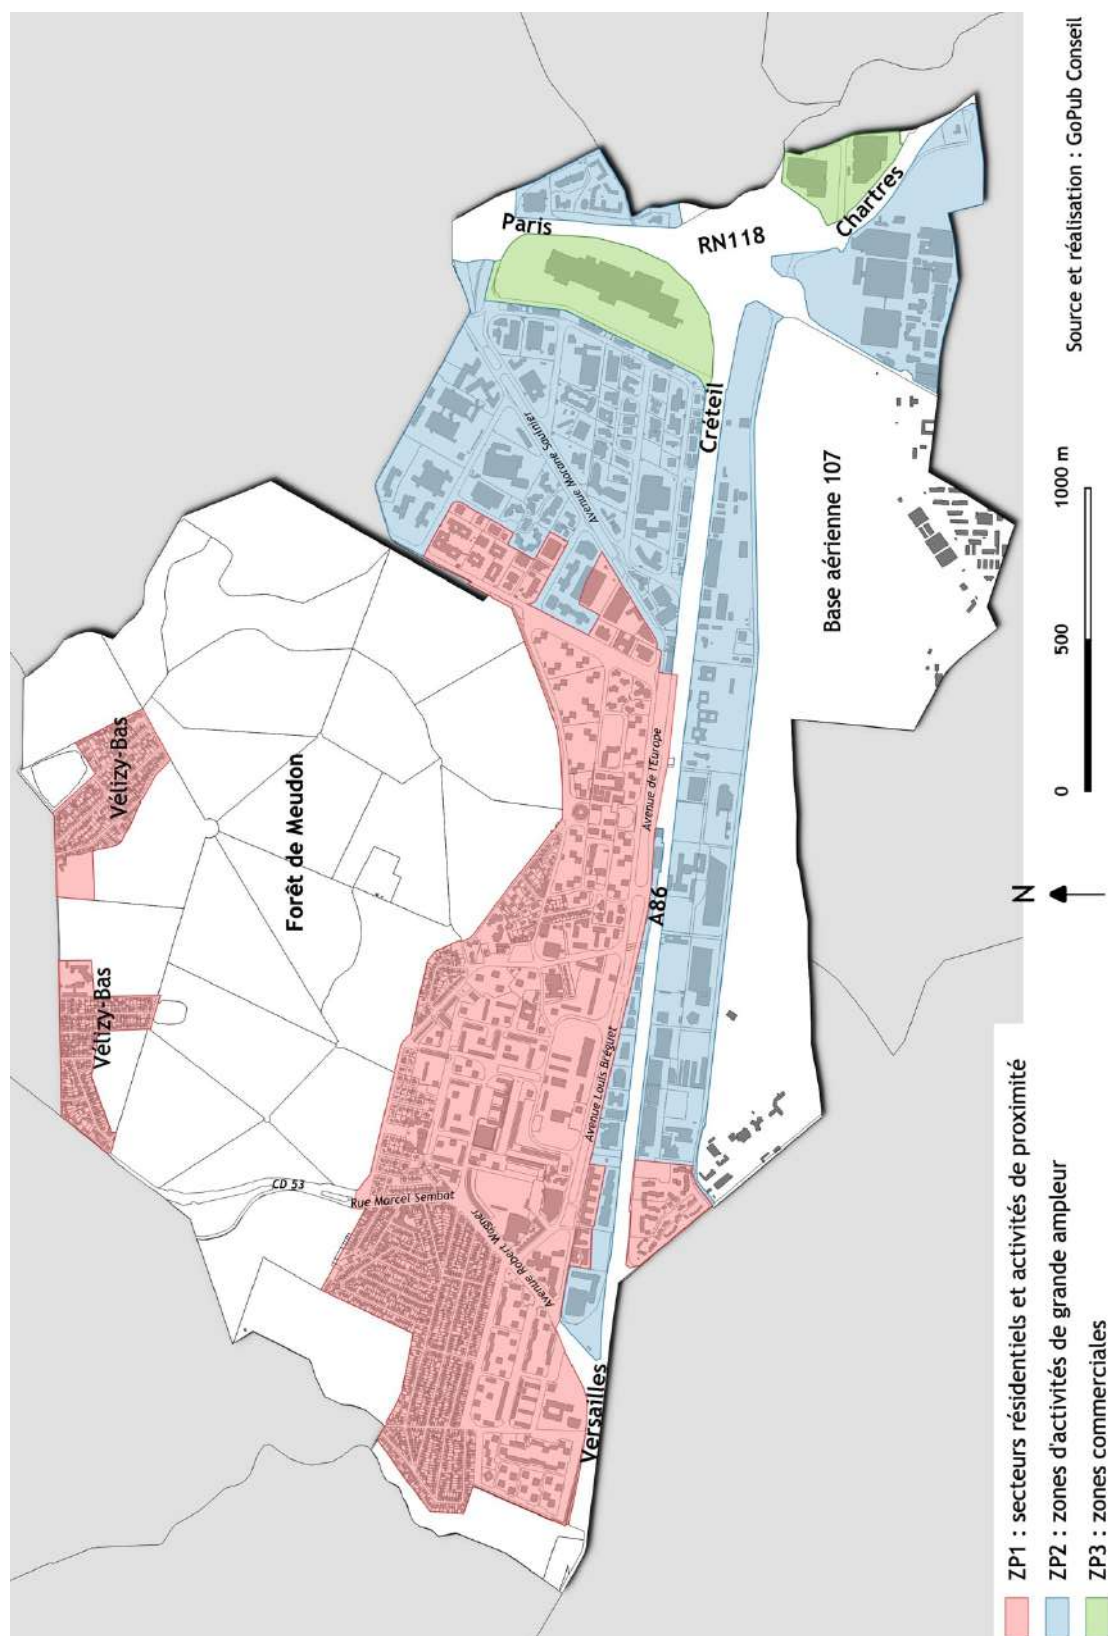 Vélizy-Bas
Vélizy-Bas
Forêt de Meudon
CD 53
Rue Marcel Sembat
Avenue Robert Wagner
Avenue Louis Bréguet
Avenue de l'Europe
Avenue Morane Saulnier
Versailles
A86
Créteil
Paris
RN118
Chartres
Base aérienne 107
N
0 500 1000 m
ZP1 : secteurs résidentiels et activités de proximité
ZP2 : zones d'activités de grande ampleur
ZP3 : zones commerciales
Source et réalisation : GoPub Conseil